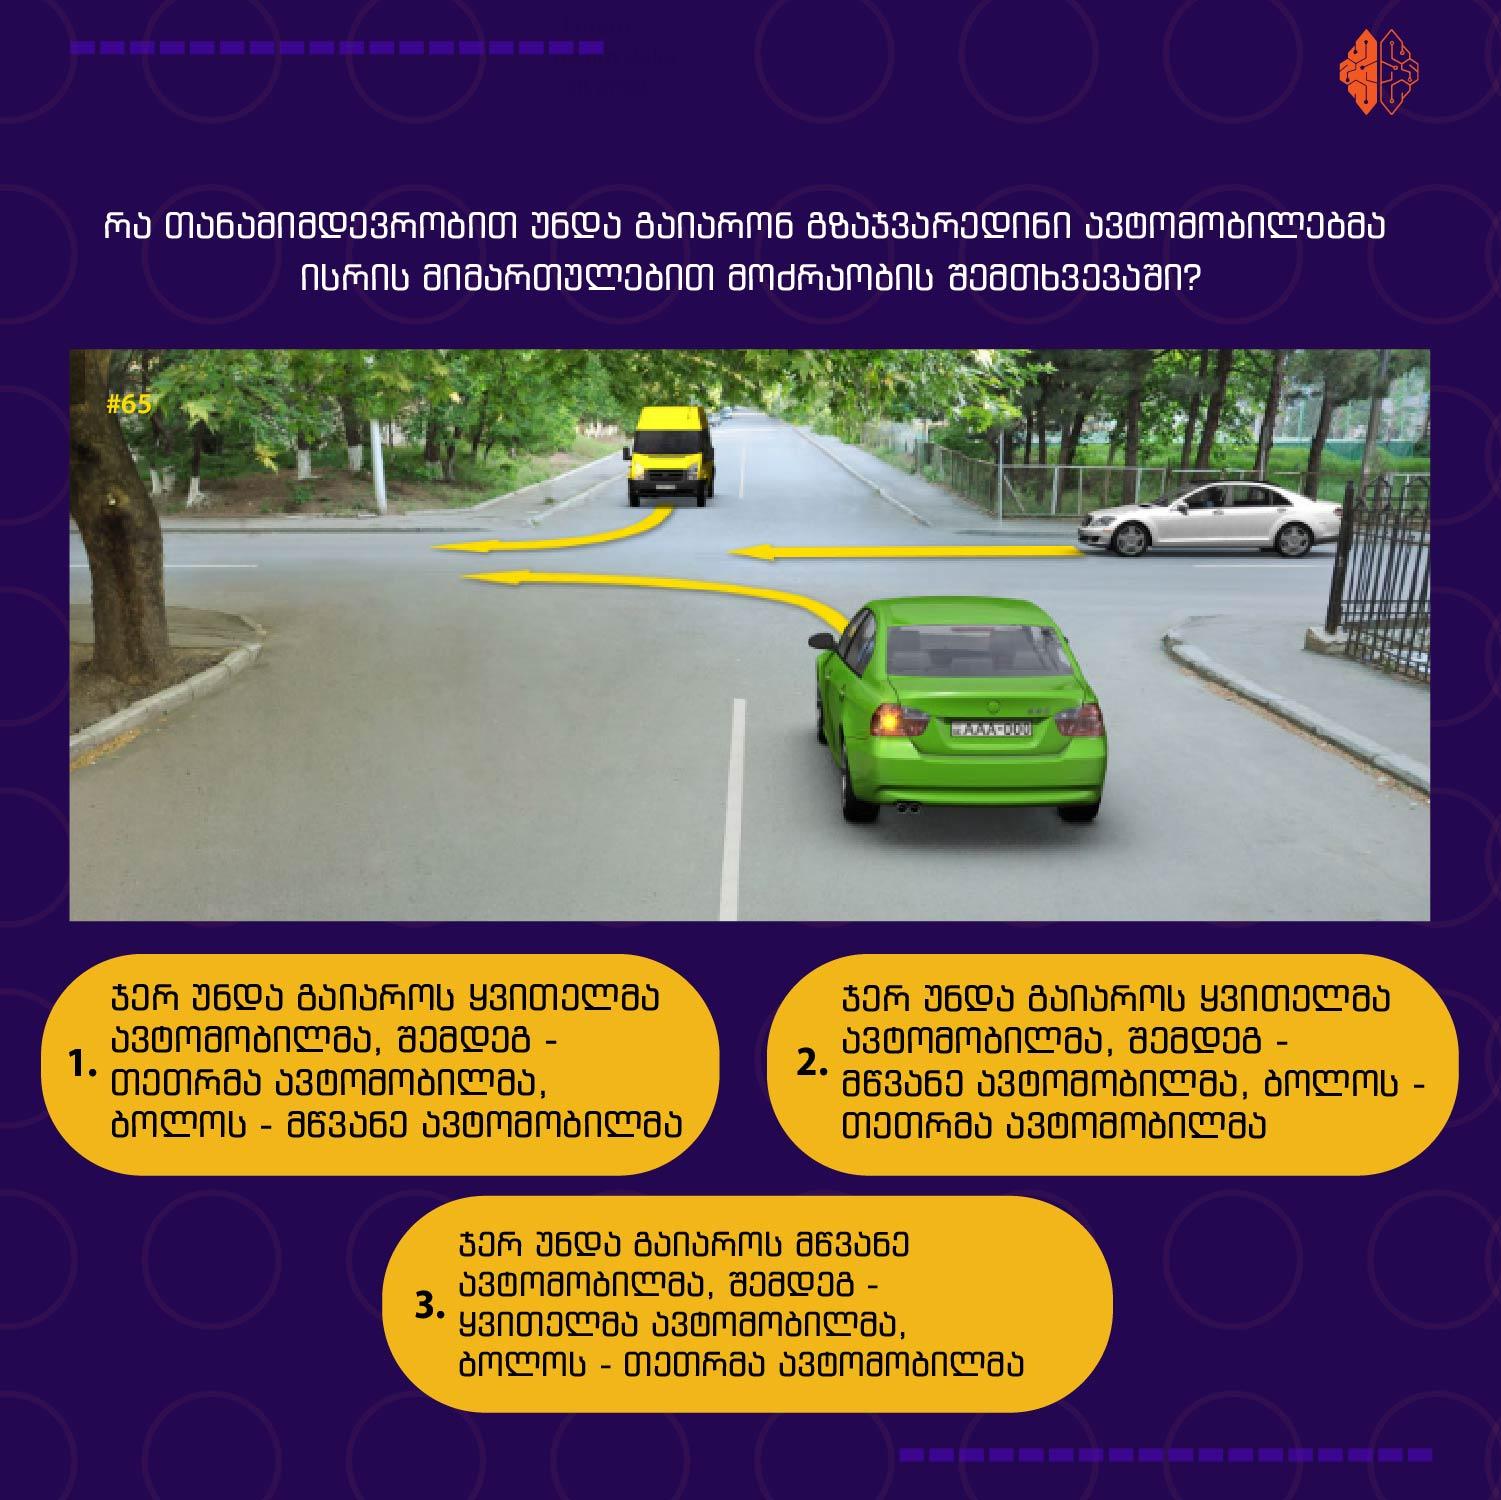 რა თანამიმდევრობით უნდა გაიარონ გზაჯვარედინი ავტომობილებმა
ისრის მიმართულებით მოძრაობის შემთხვევაში?
#65
AAA-000
1. ჯერ უნდა გაიაროს ყვითელმა
ავტომობილმა, შემდეგ -
თეთრმა ავტომობილმა,
ბოლოს - მწვანე ავტომობილმა
2. ჯერ უნდა გაიაროს ყვითელმა
ავტომობილმა, შემდეგ -
მწვანე ავტომობილმა, ბოლოს -
თეთრმა ავტომობილმა
3. ჯერ უნდა გაიაროს მწვანე
ავტომობილმა, შემდეგ -
ყვითელმა ავტომობილმა,
ბოლოს - თეთრმა ავტომობილმა